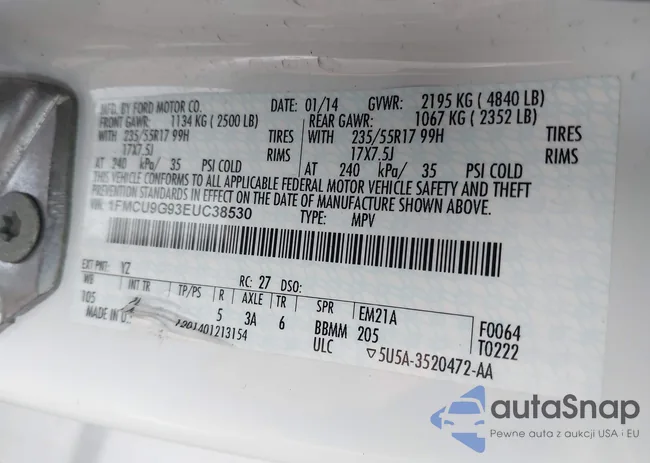 MFD. BY FORD MOTOR CO.
DATE: 01/14 GVWR: 2195 KG ( 4840 LB)
FRONT GAWR: 1134 KG ( 2500 LB) REAR GAWR: 1067 KG ( 2352 LB)
WITH 235/55R17 99H TIRES WITH 235/55R17 99H TIRES
17X7.5J RIMS 17X7.5J RIMS
AT 240 kPa/ 35 PSI COLD AT 240 kPa/ 35 PSI COLD
THIS VEHICLE CONFORMS TO ALL APPLICABLE FEDERAL MOTOR VEHICLE SAFETY AND THEFT
PREVENTION STANDARDS IN EFFECT ON THE DATE OF MANUFACTURE SHOWN ABOVE.
VIN: 1FMCU9G93EUC38530 TYPE: MPV
EXT PNT: YZ RC: 27 DSO:
WB INT TR TP/PS R AXLE TR SPR EM21A F0064
105 5 3A 6 BBMM 205 T0222
MADE IN 1401213154 ULC ▽5U5A-3520472-AA
autaSnap
Pewne auta z aukcji USA i EU